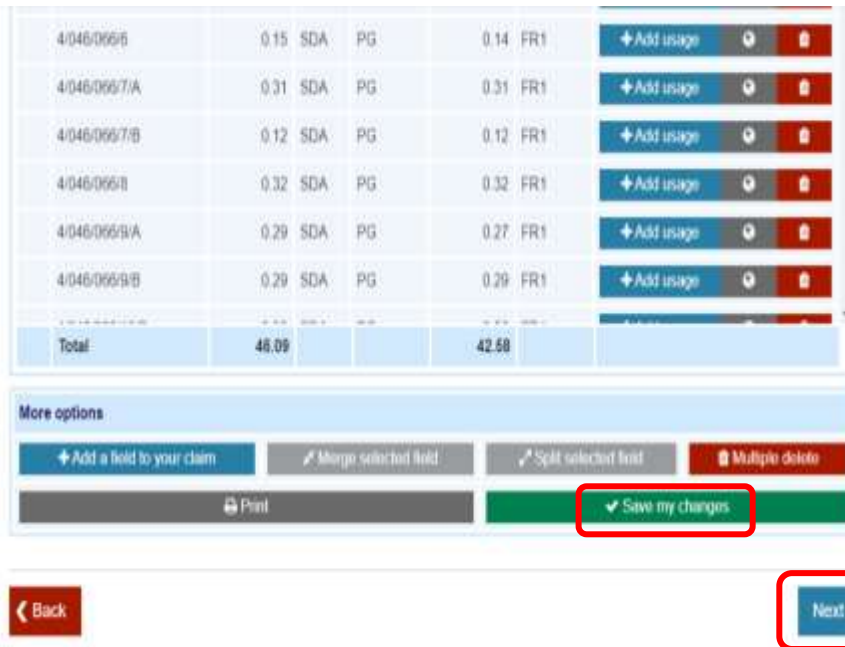 4/046/066/6 0.15 SDA PG 0.14 FR1 Add usage
4/046/066/7/A 0.31 SDA PG 0.31 FR1 Add usage
4/046/066/7/B 0.12 SDA PG 0.12 FR1 Add usage
4/046/066/8 0.32 SDA PG 0.32 FR1 Add usage
4/046/066/9/A 0.29 SDA PG 0.27 FR1 Add usage
4/046/066/9/B 0.29 SDA PG 0.29 FR1 Add usage
Total 46.09 42.58
More options
Add a field to your claim Merge selected field Split selected field Multiple delete
Print Save my changes
Back Next